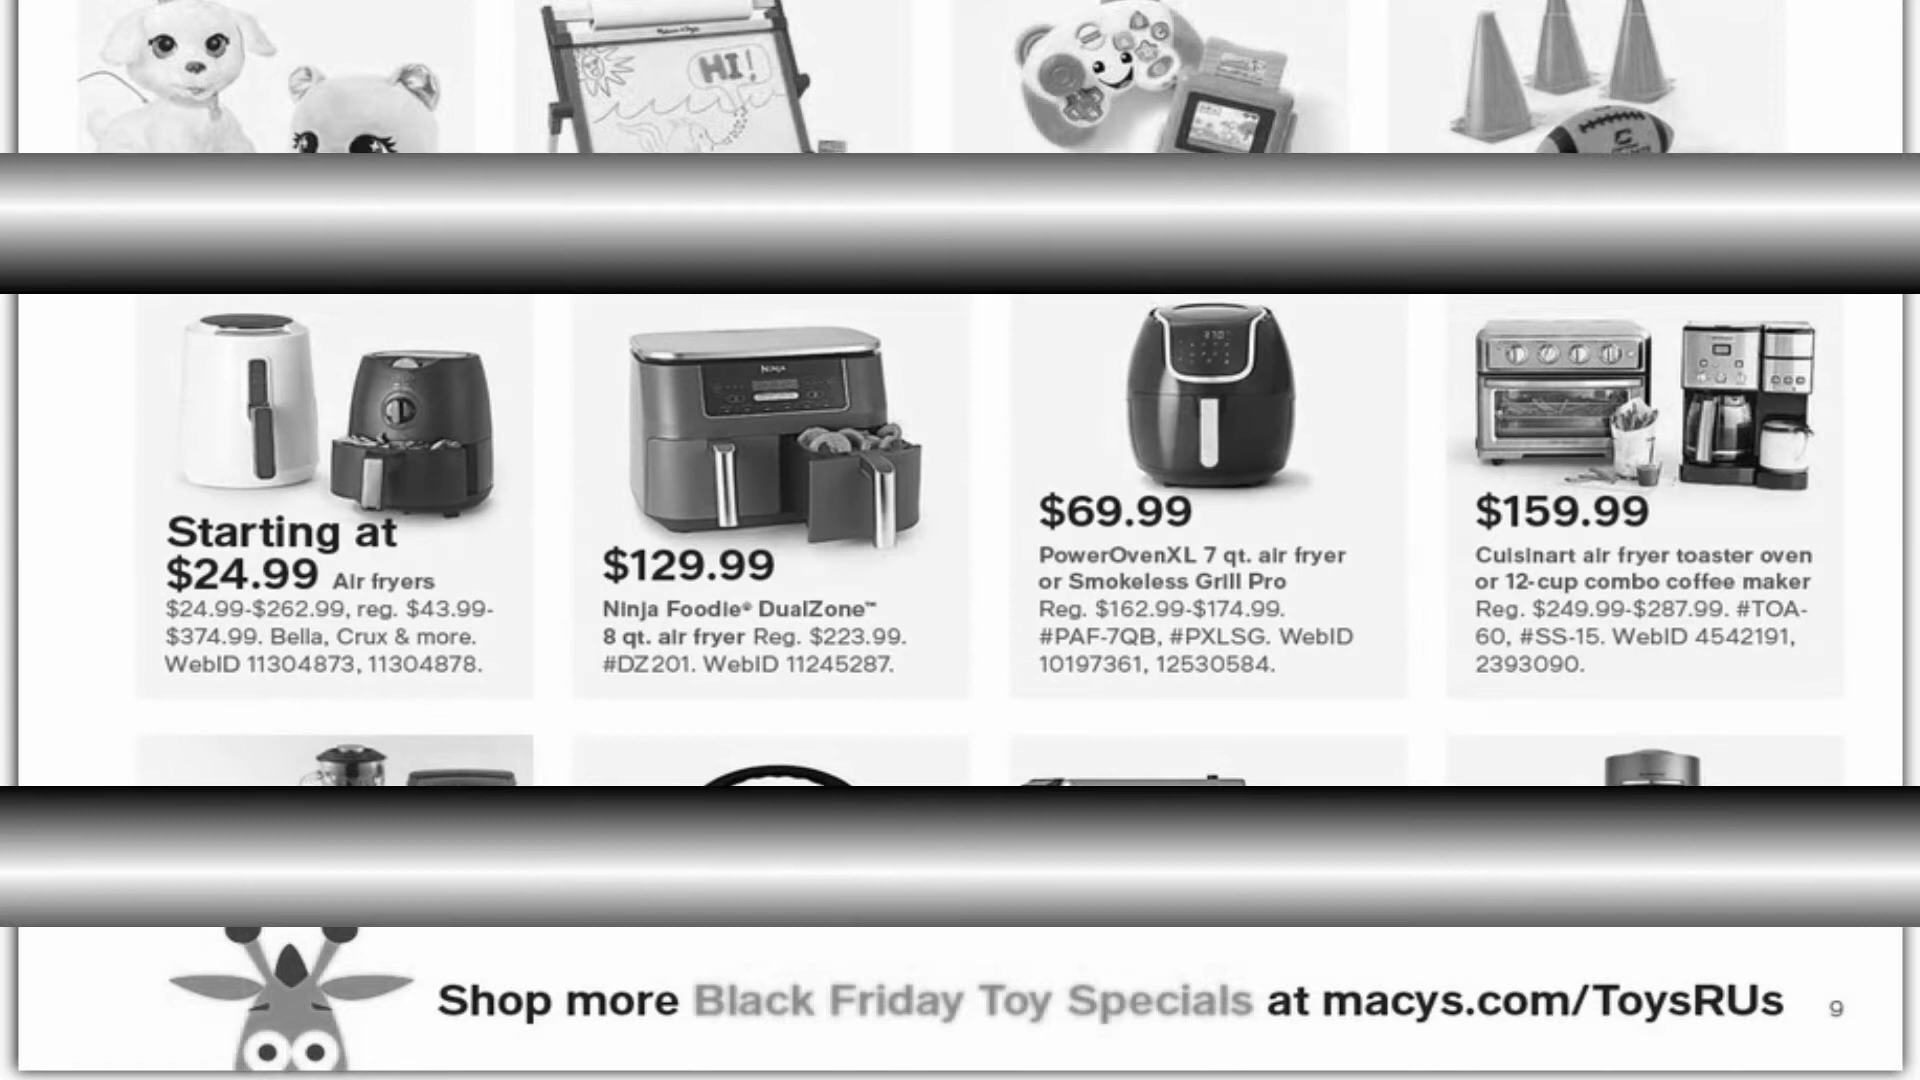 HI!
NINJA
Starting at
$24.99 Air fryers
$24.99-$262.99, reg. $43.99-
$374.99. Bella, Crux & more.
WebID 11304873, 11304878.
$129.99
Ninja Foodie® DualZone™
8 qt. air fryer Reg. $223.99.
#DZ201. WebID 11245287.
$69.99
PowerOvenXL 7 qt. air fryer
or Smokeless Grill Pro
Reg. $162.99-$174.99.
#PAF-7QB, #PXLSG. WebID
10197361, 12530584.
$159.99
Cuisinart air fryer toaster oven
or 12-cup combo coffee maker
Reg. $249.99-$287.99. #TOA-
60, #SS-15. WebID 4542191,
2393090.
Shop more Black Friday Toy Specials at macys.com/ToysRUs
9